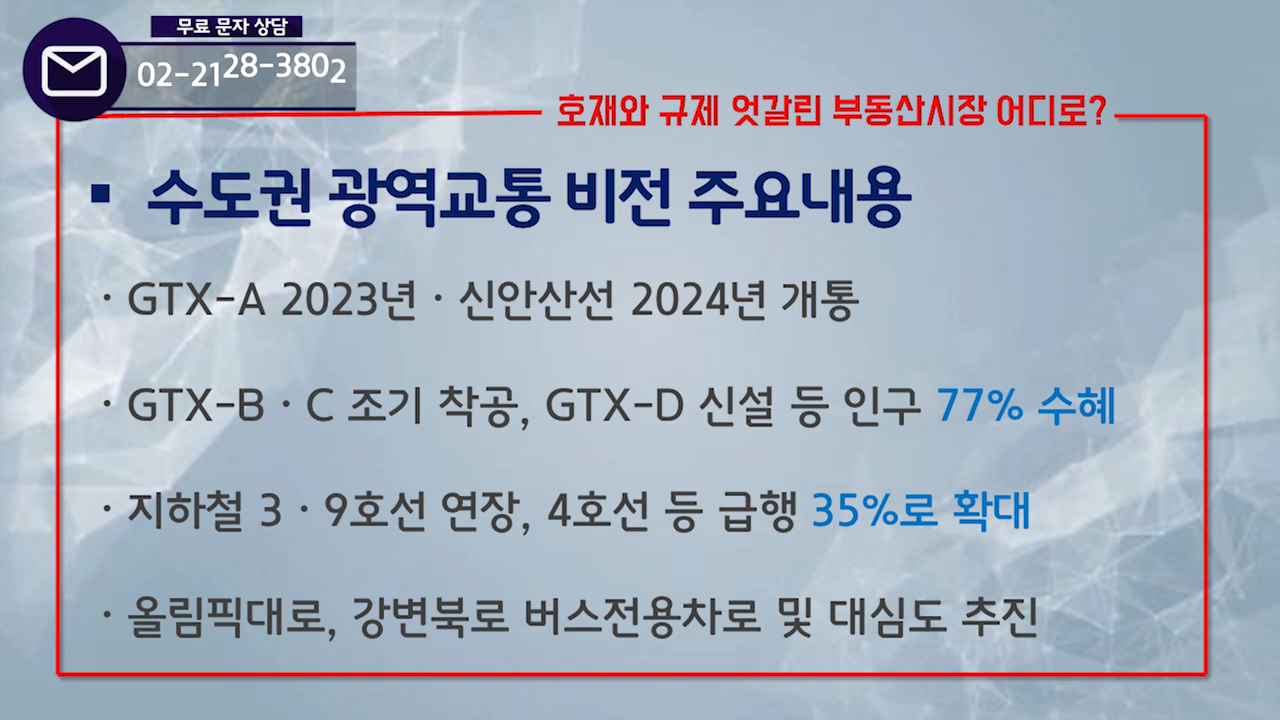 무료 문자 상담
02-2128-3802
호재와 규제 엇갈린 부동산시장 어디로?
▪ 수도권 광역교통 비전 주요내용
· GTX-A 2023년 · 신안산선 2024년 개통
· GTX-B · C 조기 착공, GTX-D 신설 등 인구 77% 수혜
· 지하철 3 · 9호선 연장, 4호선 등 급행 35%로 확대
· 올림픽대로, 강변북로 버스전용차로 및 대심도 추진